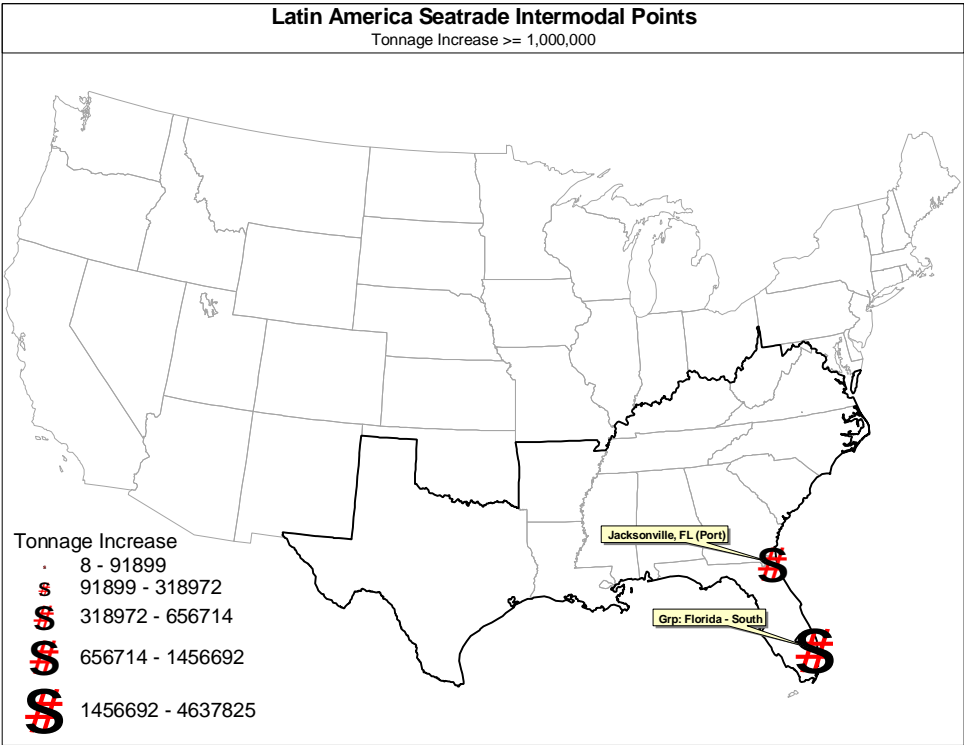 Latin America Seatrade Intermodal Points
Tonnage Increase >= 1,000,000
Jacksonville, FL (Port)
Grp: Florida - South
Tonnage Increase
8 - 91899
91899 - 318972
318972 - 656714
656714 - 1456692
1456692 - 4637825